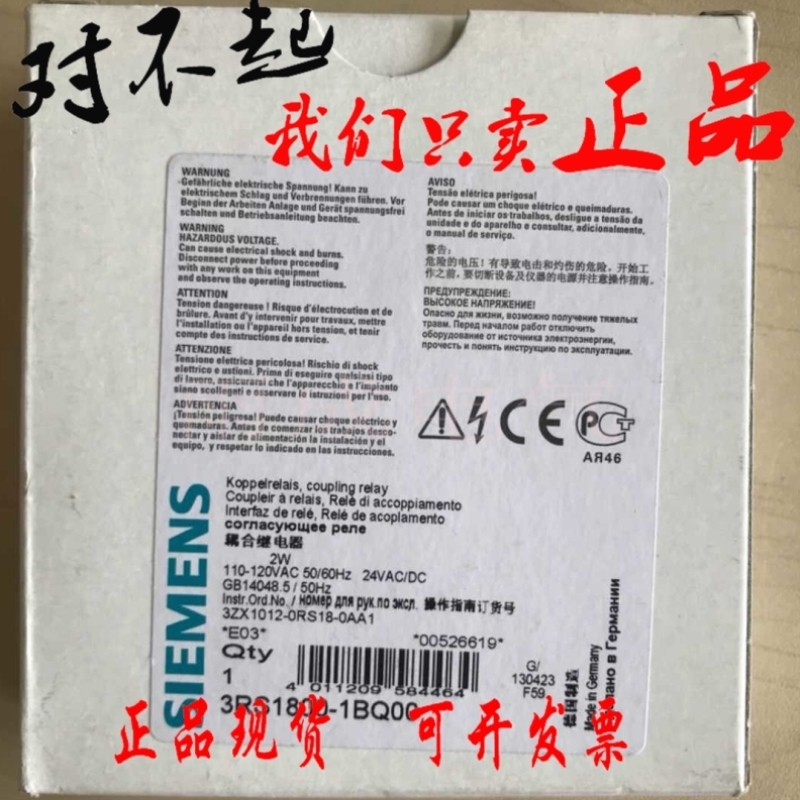 对不起
我们只卖正品
WARNUNG
Gefährliche elektrische Spannung! Kann zu
elektrischem Schlag und Verbrennungen führen. Vor
Beginn der Arbeiten Anlage und Gerät spannungsfrei
schalten und Betriebsanleitung beachten.
WARNING
HAZARDOUS VOLTAGE.
Can cause electrical shock and burns.
Disconnect power before proceeding
with any work on this equipment
and observe the operating instructions.
ATTENTION
Tension dangereuse ! Risque d'électrocution et de
brûlure. Avant d'y intervenir pour travaux, mettre
l'installation ou l'appareil hors tension, et tenir
compte des instructions de service.
ATTENZIONE
Tensione elettrica pericolosa! Rischio di shock
elettrico e ustioni. Prima di eseguire qualsiasi tipo
di lavoro, assicurarsi che l'apparecchio e l'impianto
siano scollegati e osservare le istruzioni per l'uso.
ADVERTENCIA
¡Tensión peligrosa! Puede causar choque eléctrico y
quemaduras. Antes de comenzar los trabajos desco-
nectar y aislar de alimentación la instalación y el
equipo, y respetar lo indicado en las instrucciones.
AVISO
Tensão elétrica perigosa!
Pode causar um choque elétrico e queimaduras.
Antes de iniciar os trabalhos, desligue a tensão da
unidade e do aparelho e consultar, adicionalmente,
o manual de serviço.
警告:
危险的电压! 有导致电击和灼伤的危险。开始工
作之前,要切断设备及仪器的电源并注意操作指南。
ПРЕДУПРЕЖДЕНИЕ:
ВЫСОКОЕ НАПРЯЖЕНИЕ!
Опасно для жизни, возможно получение тяжелых
травм. Перед началом работ отключить
оборудование от источника электроэнергии,
прочесть и понять инструкцию по эксплуатации.
CE
АЯ46
SIEMENS
Koppelrelais, coupling relay
Coupleir à relais, Relè di accoppiamento
Interfaz de relé, Relé de acoplamento
согласующее реле
耦合继电器
2W
110-120VAC 50/60Hz 24VAC/DC
GB14048.5 / 50Hz
Instr.Ord.No. / номер для рук.по эксп. 操作指南订货号
3ZX1012-0RS18-0AA1
*E03* *00526619*
Qty
1
4 011209 584464
3RS1800-1BQ00
G/
130423
F59
德国制造
Made in Germany
лано в Германии
正品现货 可开发票